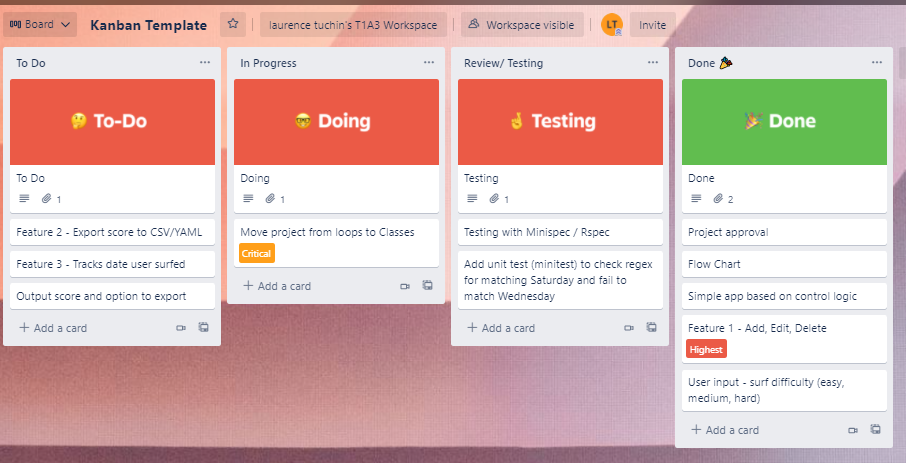 Board
Kanban Template
laurence tuchin's T1A3 Workspace
Workspace visible
LT
Invite
To Do
To-Do
To Do
1
Feature 2 - Export score to CSV/YAML
Feature 3 - Tracks date user surfed
Output score and option to export
+ Add a card
In Progress
Doing
Doing
1
Move project from loops to Classes
Critical
+ Add a card
Review/ Testing
Testing
Testing
1
Testing with Minispec / Rspec
Add unit test (minitest) to check regex
for matching Saturday and fail to
match Wednesday
+ Add a card
Done 🎉
Done
Done
2
Project approval
Flow Chart
Simple app based on control logic
Feature 1 - Add, Edit, Delete
Highest
User input - surf difficulty (easy,
medium, hard)
+ Add a card